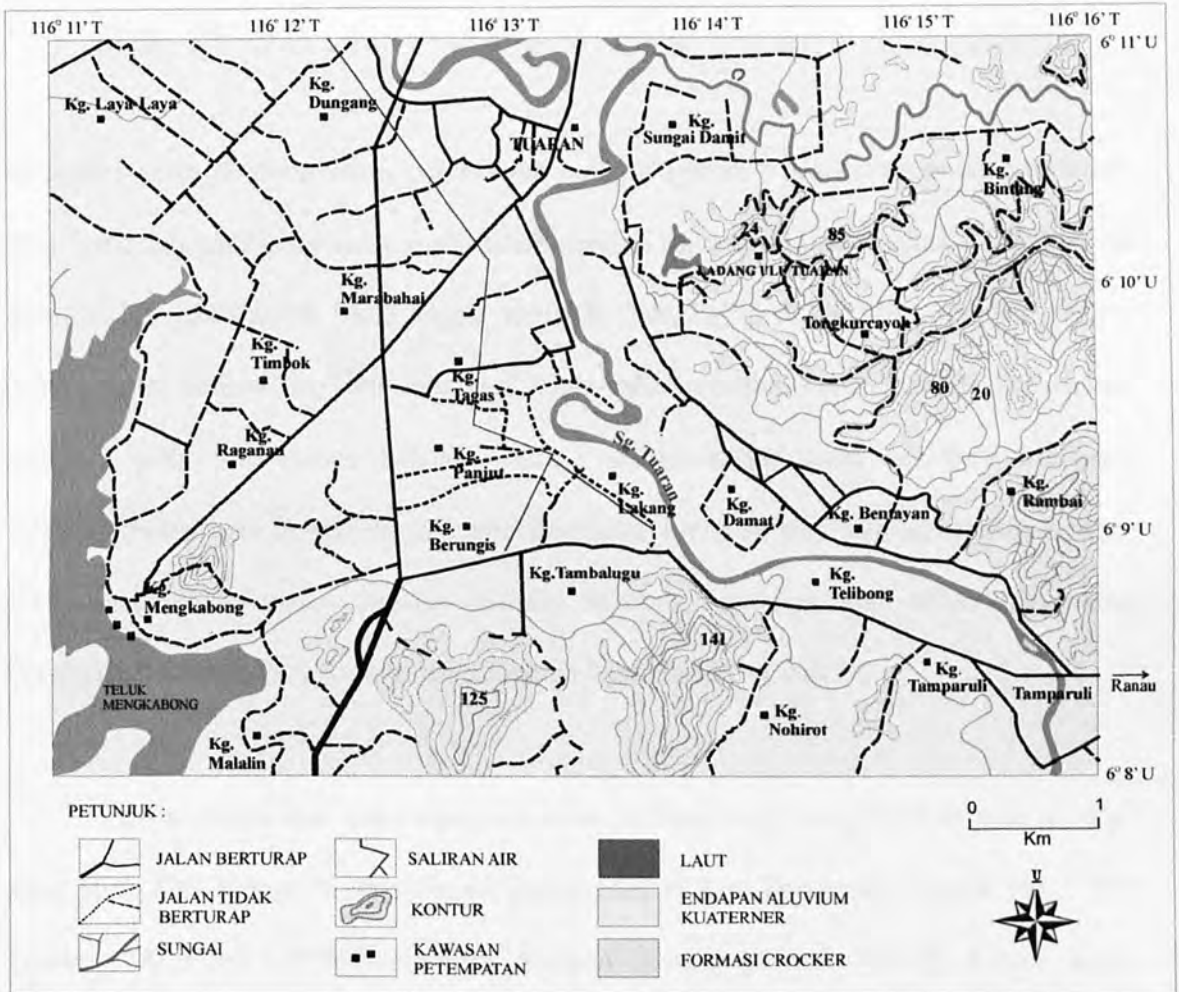 116° 11' T
116° 12' T
116° 13' T
116° 14' T
116° 15' T
116° 16' T
6° 11' U
Kg. Laya Laya
Kg.
Dungang
TUARAN
Kg.
Sungai Damit
Kg.
Bintang
24
85
LADANG ULU TUARAN
Kg.
Marabahai
6° 10' U
Tongkurcayoh
Kg.
Timbok
Kg.
Tagas
80
20
Kg.
Raganan
Kg.
Panjut
Sg. Tuaran
Kg.
Lakang
Kg.
Damat
Kg. Bentayan
Kg.
Rambai
Kg.
Berungis
6° 9' U
Kg.Tambalugu
Kg.
Telibong
Kg.
Mengkabong
141
125
TELUK
MENGKABONG
Kg.
Tamparuli
Tamparuli
Ranau
Kg.
Nohirot
Kg.
Malalin
6° 8' U
PETUNJUK :
JALAN BERTURAP
JALAN TIDAK
BERTURAP
SUNGAI
SALIRAN AIR
KONTUR
KAWASAN
PETEMPATAN
LAUT
ENDAPAN ALUVIUM
KUATERNER
FORMASI CROCKER
0 1
Km
U